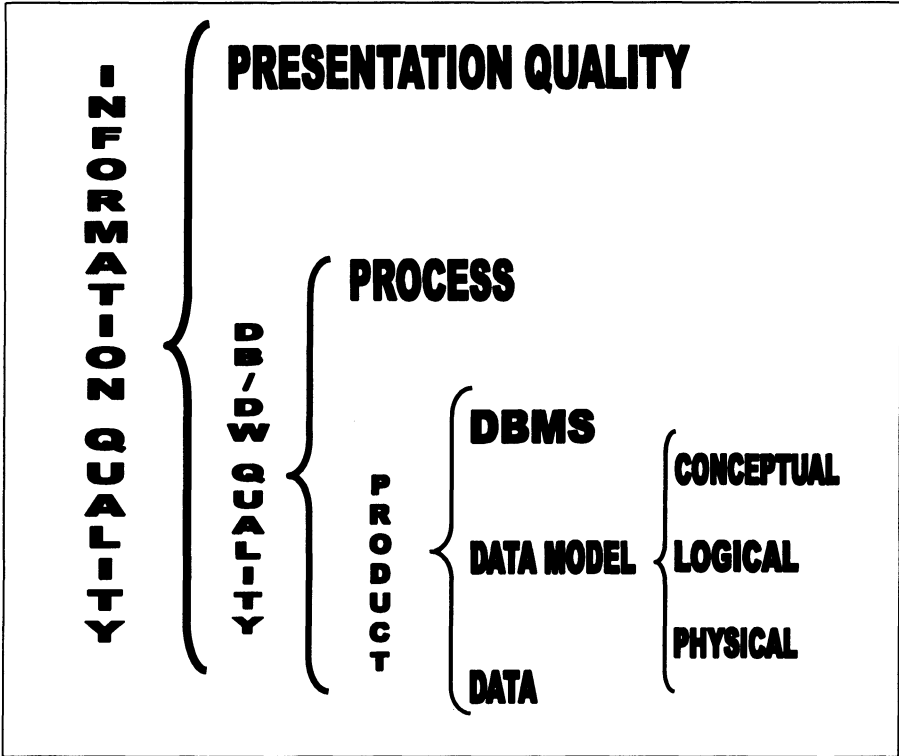 INFORMATION QUALITY
PRESENTATION QUALITY
DB/DW QUALITY
PROCESS
PRODUCT
DBMS
DATA MODEL
DATA
CONCEPTUAL
LOGICAL
PHYSICAL